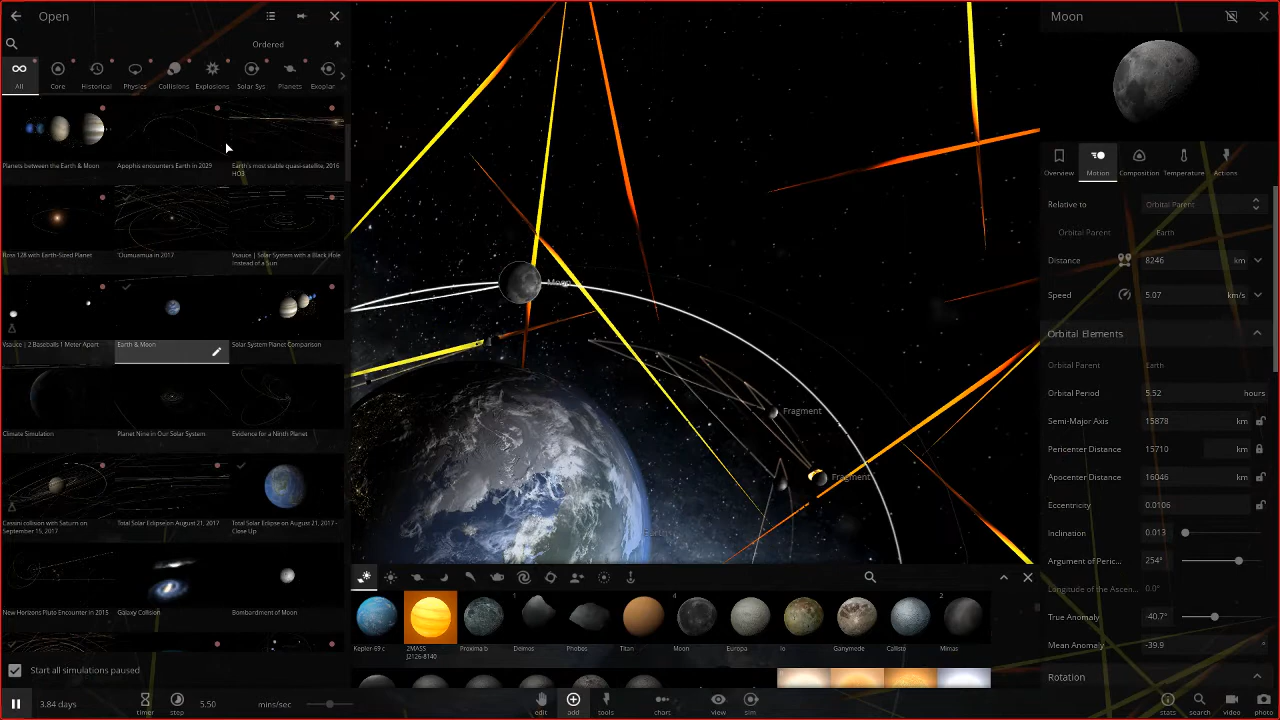 Open
Ordered
All
Core
Historical
Physics
Collisions
Explosions
Solar Sys
Planets
Exoplar
Planets between the Earth & Moon
Apophis encounters Earth in 2029
Earth's most stable quasi-satellite, 2016
HO3
Ross 128 with Earth-Sized Planet
'Oumuamua in 2017
Vsauce | Solar System with a Black Hole
Instead of a Sun
Vsauce | 2 Baseballs 1 Meter Apart
Earth & Moon
Solar System Planet Comparison
Climate Simulation
Planet Nine in Our Solar System
Evidence for a Ninth Planet
Cassini collision with Saturn on
September 15, 2017
Total Solar Eclipse on August 21, 2017
Total Solar Eclipse on August 21, 2017 -
Close Up
New Horizons Pluto Encounter in 2015
Galaxy Collision
Bombardment of Moon
Start all simulations paused
3.84 days
timer
step
5.50
mins/sec
edit
add
tools
chart
view
sim
stats
search
video
photo
Moon
Fragment
Fragment
Kepler-69 c
2MASS
J2126-8140
Proxima b
1
Deimos
Phobos
Titan
4
Moon
Europa
Io
Ganymede
Callisto
2
Mimas
Moon
Overview
Motion
Composition
Temperature
Actions
Relative to
Orbital Parent
Orbital Parent
Earth
Distance
8246
km
Speed
5.07
km/s
Orbital Elements
Orbital Parent
Earth
Orbital Period
5.52
hours
Semi-Major Axis
15878
km
Pericenter Distance
15710
km
Apocenter Distance
16046
km
Eccentricity
0.0106
Inclination
0.013
Argument of Peric...
254°
Longitude of the Ascen...
0.0°
True Anomaly
-40.7°
Mean Anomaly
-39.9
°
Rotation